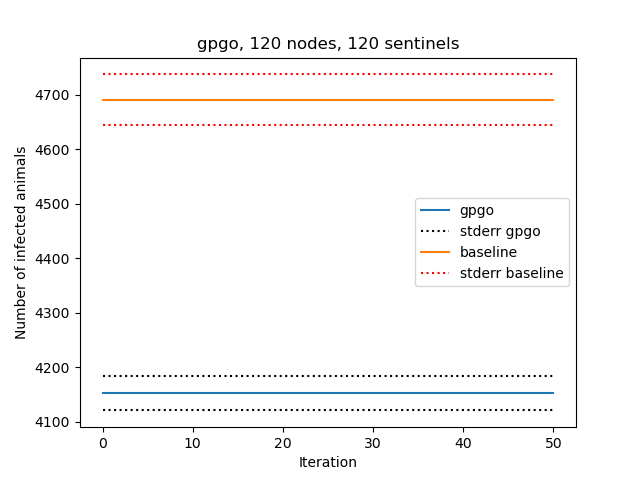 gpgo, 120 nodes, 120 sentinels
Number of infected animals
4700
4600
4500
4400
4300
4200
4100
gpgo
stderr gpgo
baseline
stderr baseline
0 10 20 30 40 50
Iteration